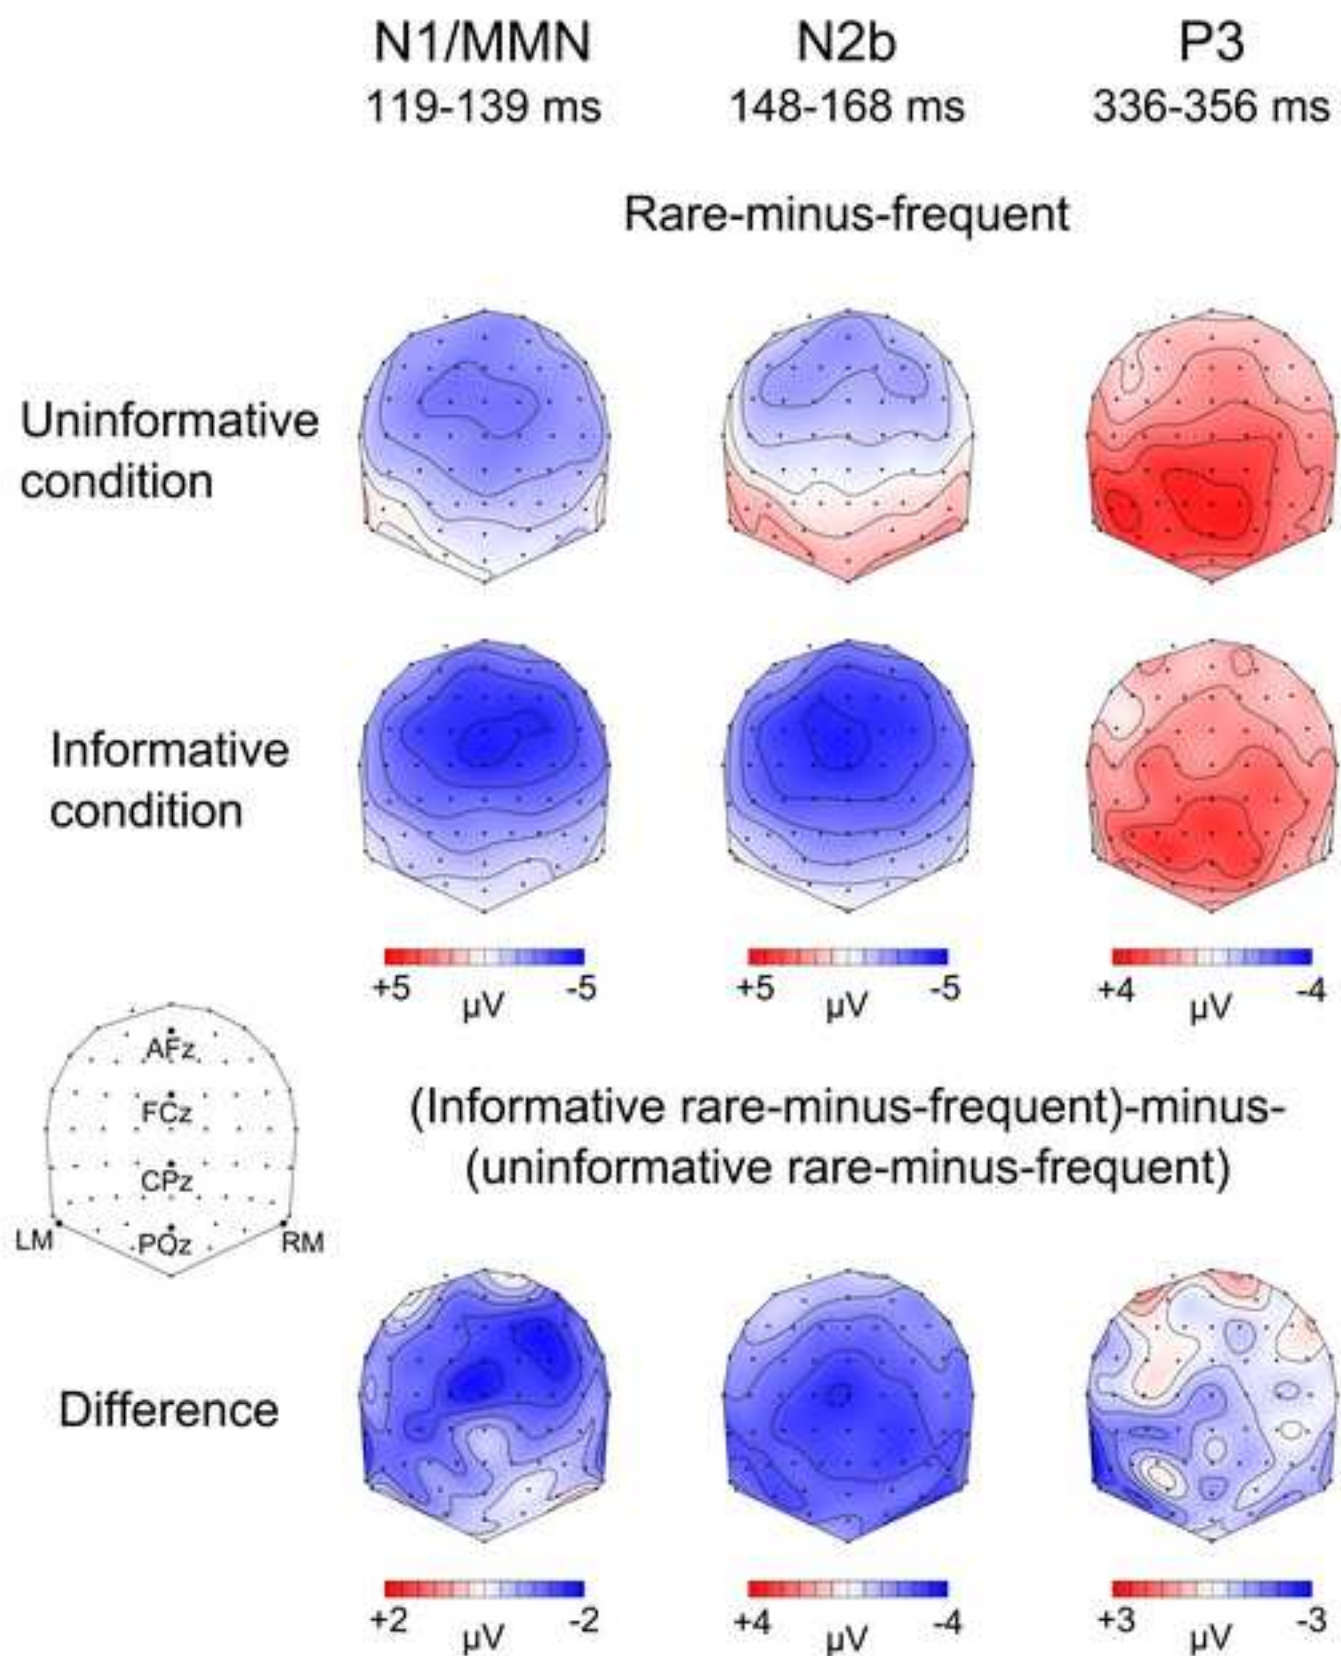 N1/MMN N2b P3
119-139 ms 148-168 ms 336-356 ms
Rare-minus-frequent
Uninformative
condition
Informative
condition
+5 -5 +5 -5 +4 -4
µV µV µV
AFz
FCz
CPz
LM POz RM
(Informative rare-minus-frequent)-minus-
(uninformative rare-minus-frequent)
Difference
+2 -2 +4 -4 +3 -3
µV µV µV